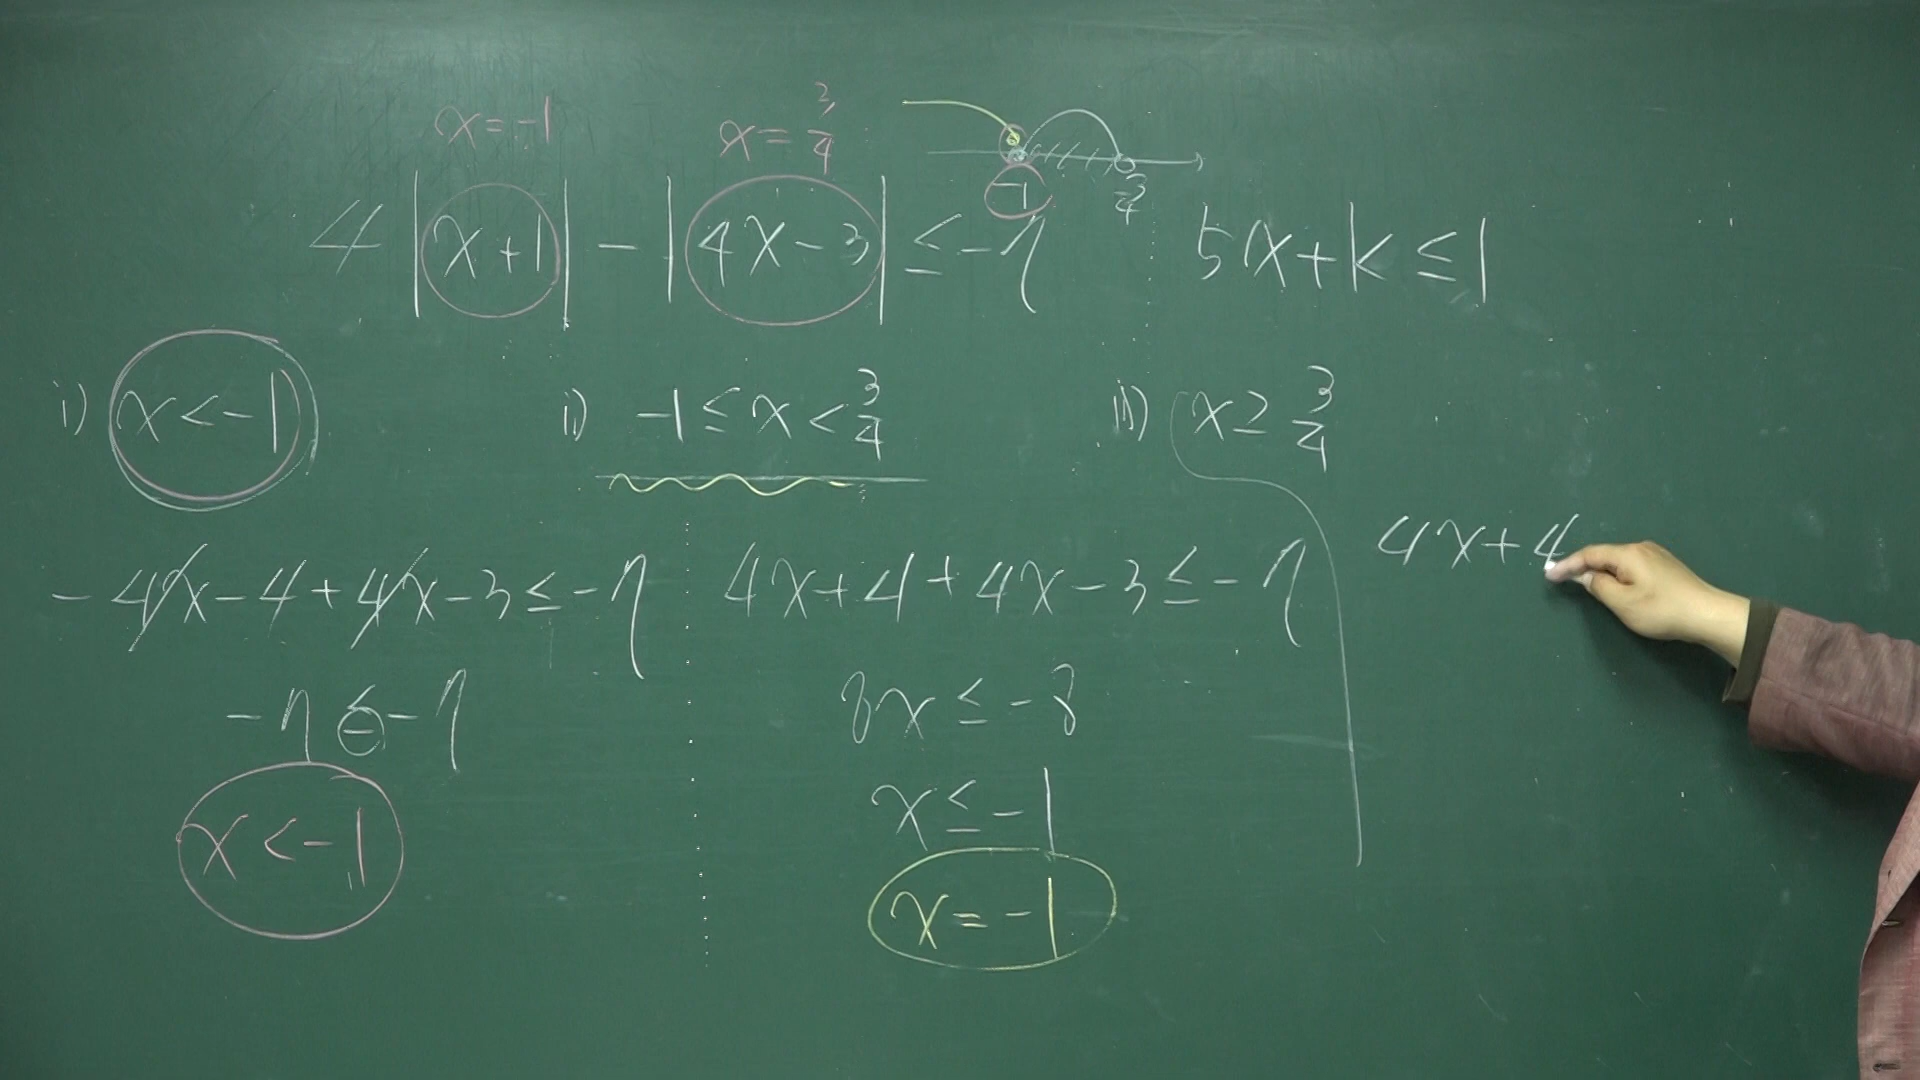 x=-1
x=3/4
-1 3/4
4|x+1|-|4x-3|≤-7
5x+k≤1
i) x<-1
ii) -1≤x<3/4
iii) x≥3/4
-4x-4+4x-3≤-7
-7≤-7
x<-1
4x+4+4x-3≤-7
8x≤-8
x≤-1
x=-1
4x+4